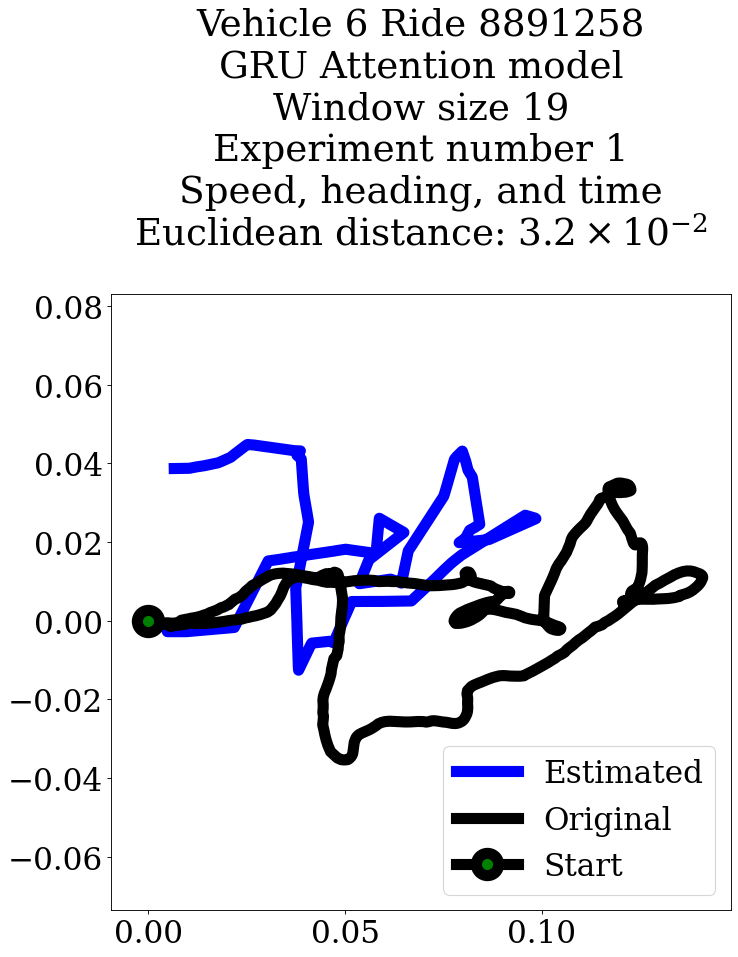 Vehicle 6 Ride 8891258
GRU Attention model
Window size 19
Experiment number 1
Speed, heading, and time
Euclidean distance: 3.2 × 10⁻²
0.08
0.06
0.04
0.02
0.00
−0.02
−0.04
−0.06
Estimated
Original
Start
0.00 0.05 0.10